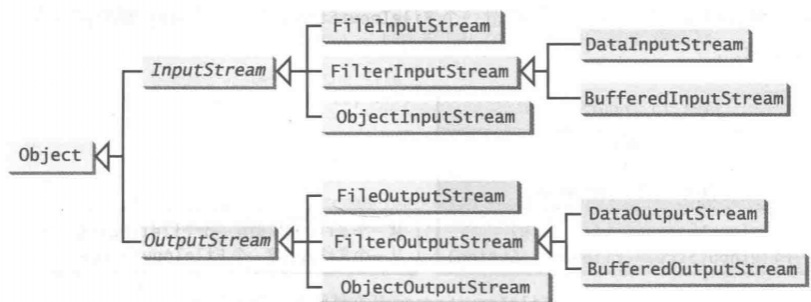 FileInputStream
InputStream
FilterInputStream
DataInputStream
BufferedInputStream
ObjectInputStream
Object
FileOutputStream
OutputStream
FilterOutputStream
DataOutputStream
BufferedOutputStream
ObjectOutputStream